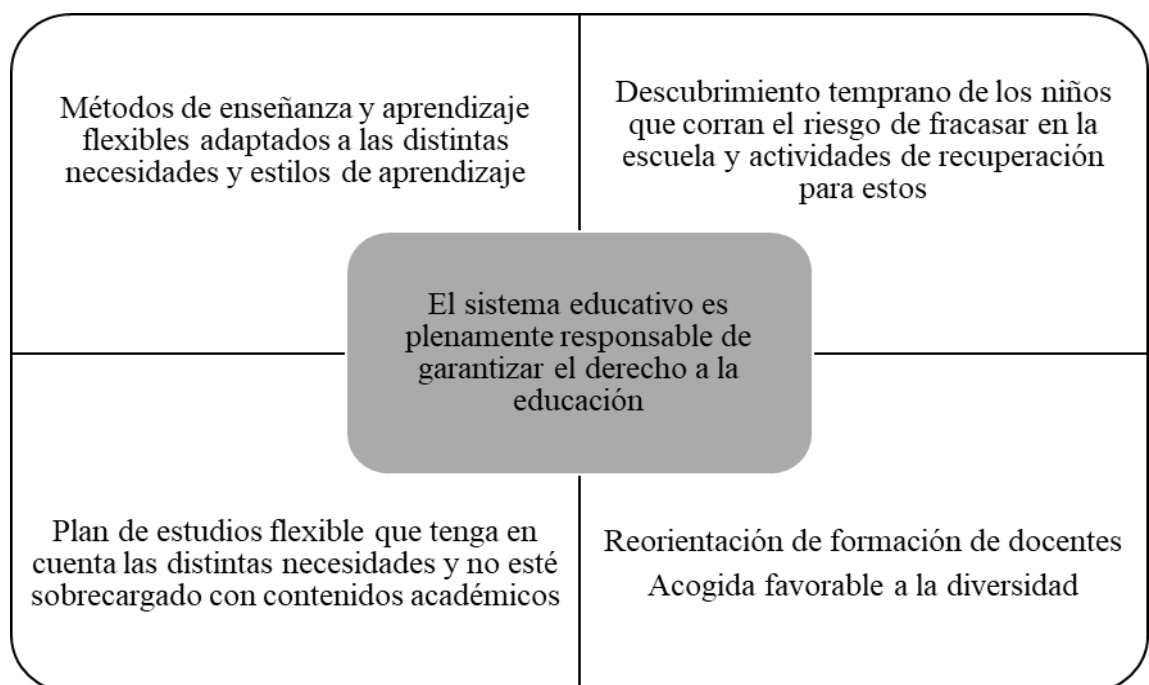 Métodos de enseñanza y aprendizaje
flexibles adaptados a las distintas
necesidades y estilos de aprendizaje
Descubrimiento temprano de los niños
que corran el riesgo de fracasar en la
escuela y actividades de recuperación
para estos
El sistema educativo es
plenamente responsable de
garantizar el derecho a la
educación
Plan de estudios flexible que tenga en
cuenta las distintas necesidades y no esté
sobrecargado con contenidos académicos
Reorientación de formación de docentes
Acogida favorable a la diversidad